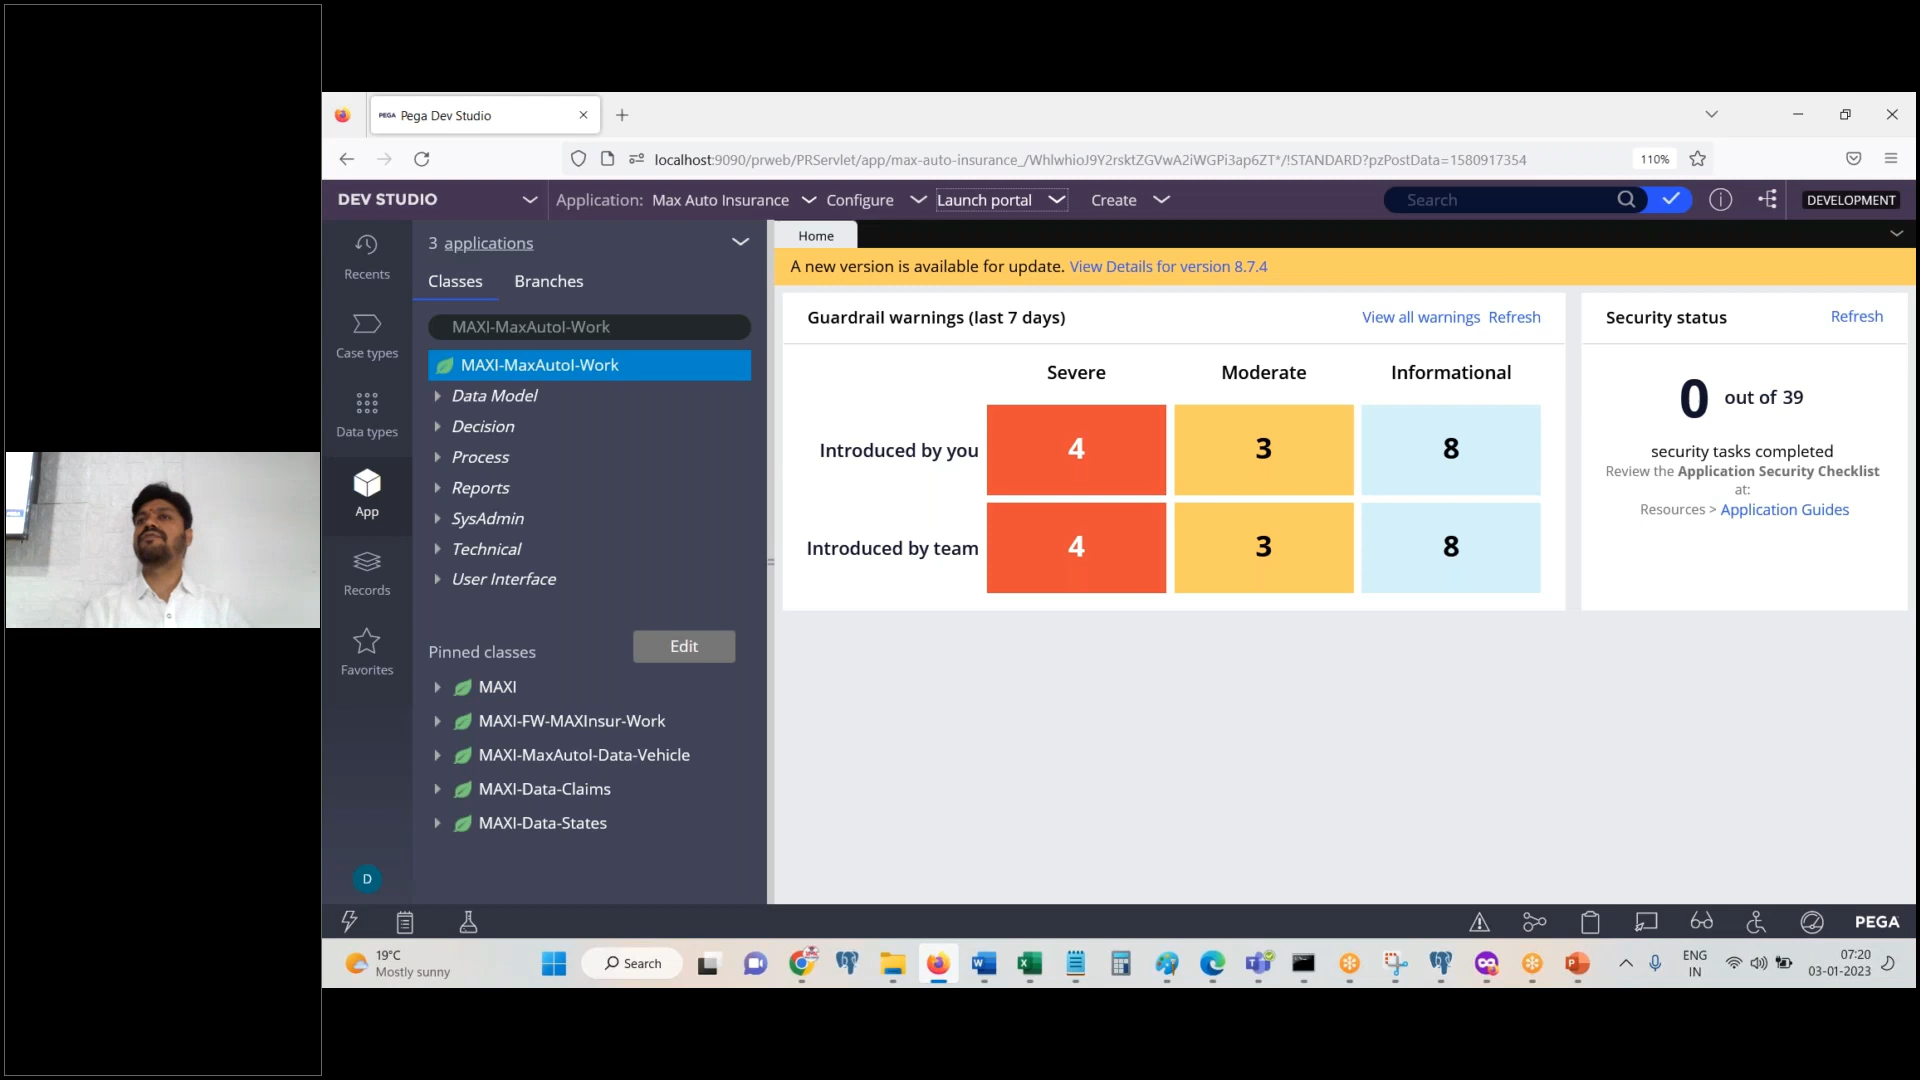 PEGA Pega Dev Studio
localhost:9090/prweb/PRServlet/app/max-auto-insurance_/WhlwhioJ9Y2rsktZGVwA2iWGPi3ap6ZT*/!STANDARD?pzPostData=1580917354
110%
DEV STUDIO
Application: Max Auto Insurance
Configure
Launch portal
Create
Search
DEVELOPMENT
Recents
Case types
Data types
App
Records
Favorites
D
3 applications
Classes
Branches
MAXI-MaxAutoI-Work
MAXI-MaxAutoI-Work
Data Model
Decision
Process
Reports
SysAdmin
Technical
User Interface
Pinned classes
Edit
MAXI
MAXI-FW-MAXInsur-Work
MAXI-MaxAutoI-Data-Vehicle
MAXI-Data-Claims
MAXI-Data-States
Home
A new version is available for update. View Details for version 8.7.4
Guardrail warnings (last 7 days)
View all warnings Refresh
Severe Moderate Informational
Introduced by you 4 3 8
Introduced by team 4 3 8
Security status
Refresh
0 out of 39
security tasks completed
Review the Application Security Checklist
at:
Resources > Application Guides
PEGA
19°C
Mostly sunny
Search
ENG
IN
07:20
03-01-2023